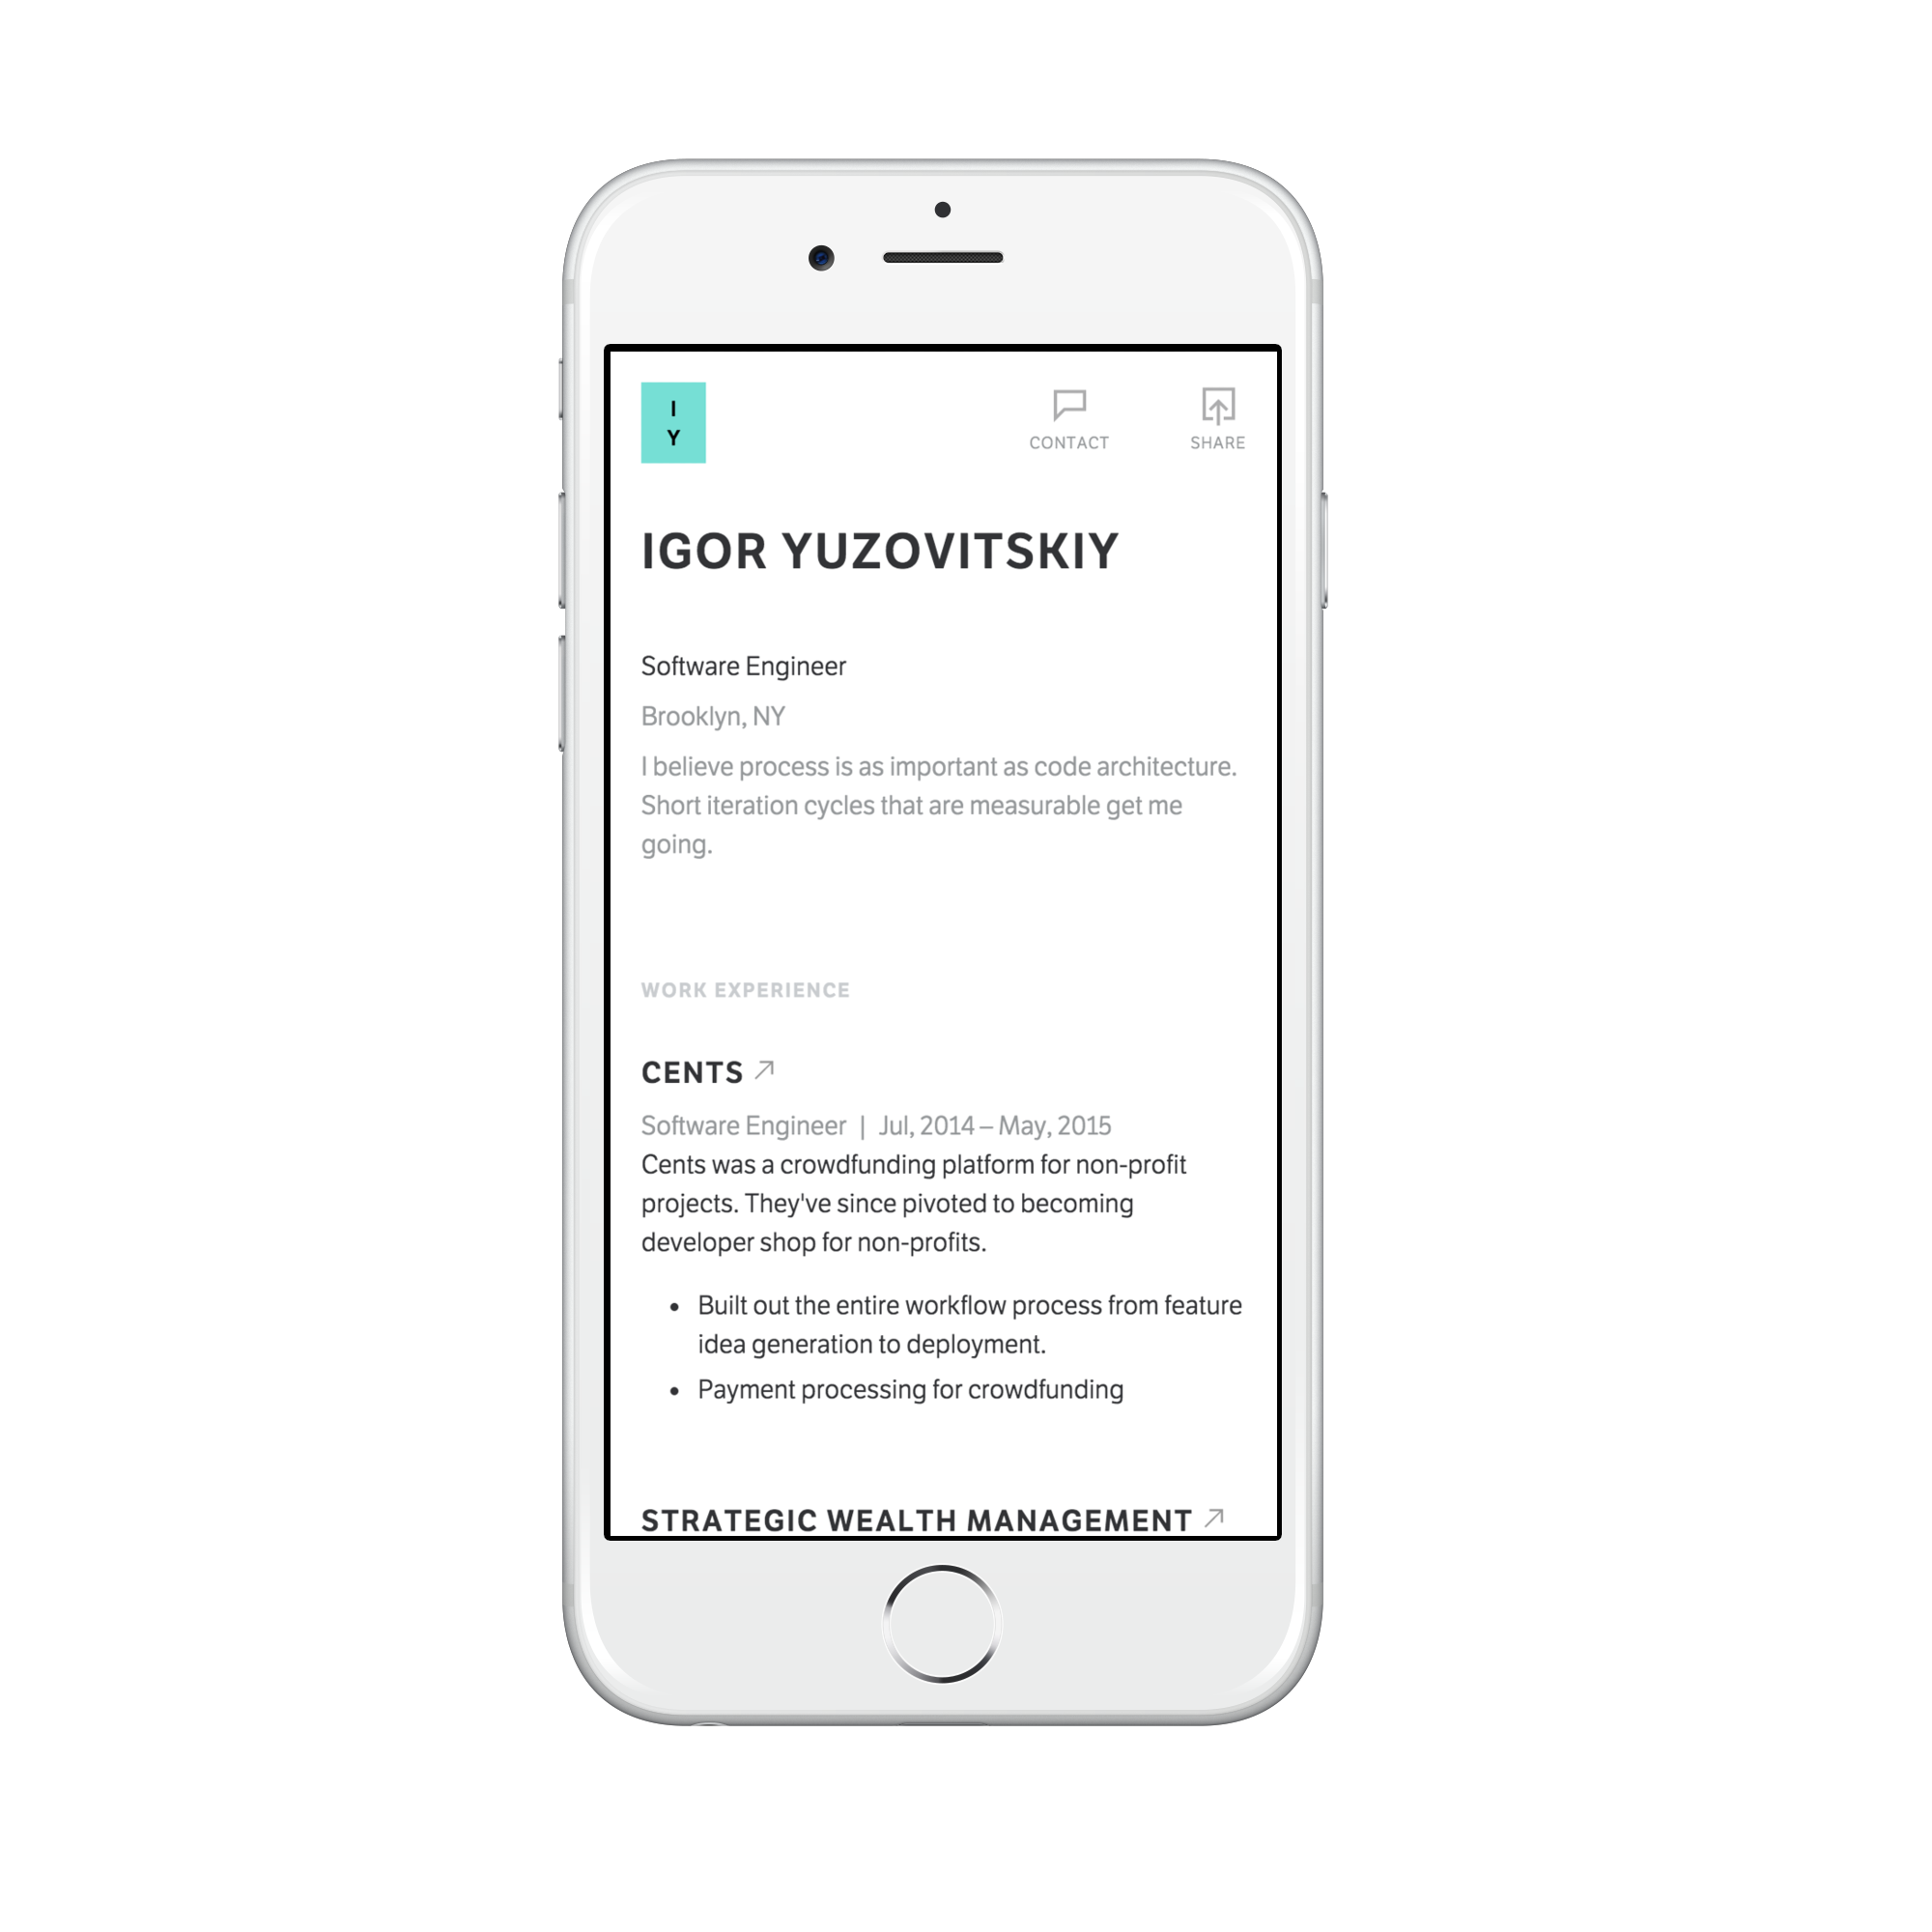 I
Y
CONTACT
SHARE
IGOR YUZOVITSKIY
Software Engineer
Brooklyn, NY
I believe process is as important as code architecture.
Short iteration cycles that are measurable get me
going.
WORK EXPERIENCE
CENTS
Software Engineer | Jul, 2014 – May, 2015
Cents was a crowdfunding platform for non-profit
projects. They've since pivoted to becoming
developer shop for non-profits.
• Built out the entire workflow process from feature
idea generation to deployment.
• Payment processing for crowdfunding
STRATEGIC WEALTH MANAGEMENT